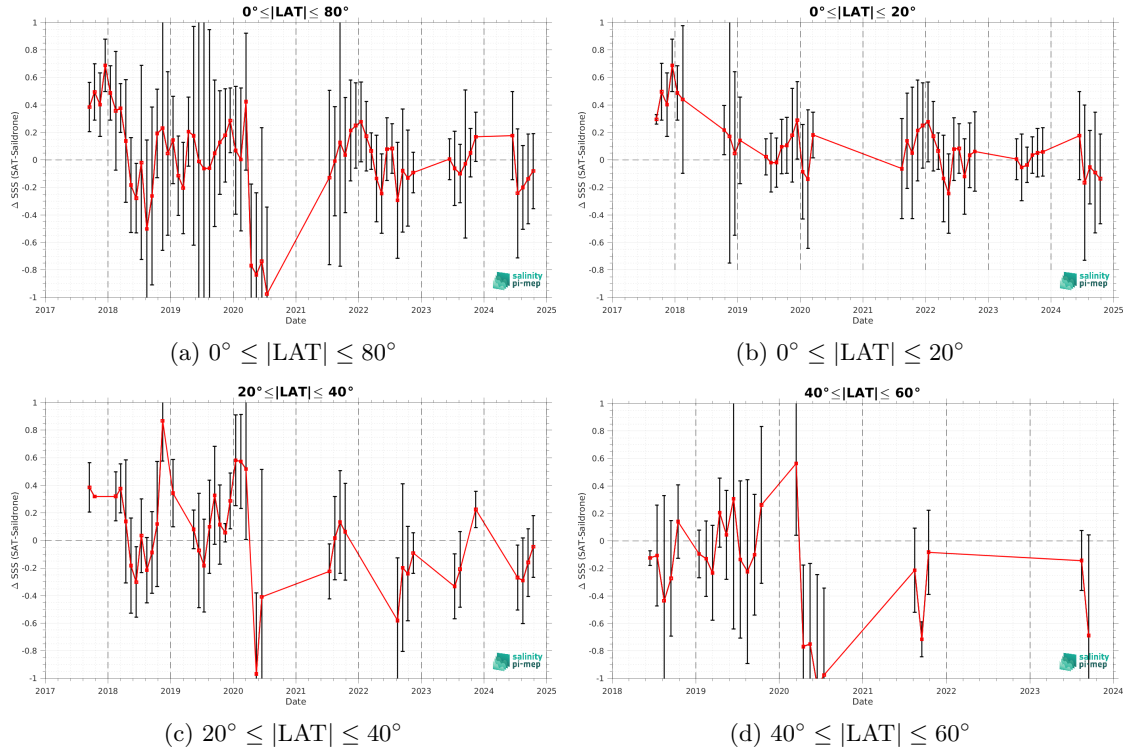 0°≤|LAT|≤ 80°
1
0.8
0.6
0.4
0.2
0
-0.2
-0.4
-0.6
-0.8
-1
Δ SSS (SAT-Saildrone)
2017 2018 2019 2020 2021 2022 2023 2024 2025
Date
salinity
pi-mep
(a) 0° ≤ |LAT| ≤ 80°
0°≤|LAT|≤ 20°
1
0.8
0.6
0.4
0.2
0
-0.2
-0.4
-0.6
-0.8
-1
Δ SSS (SAT-Saildrone)
2017 2018 2019 2020 2021 2022 2023 2024 2025
Date
salinity
pi-mep
(b) 0° ≤ |LAT| ≤ 20°
20°≤|LAT|≤ 40°
1
0.8
0.6
0.4
0.2
0
-0.2
-0.4
-0.6
-0.8
-1
Δ SSS (SAT-Saildrone)
2017 2018 2019 2020 2021 2022 2023 2024 2025
Date
salinity
pi-mep
(c) 20° ≤ |LAT| ≤ 40°
40°≤|LAT|≤ 60°
1
0.8
0.6
0.4
0.2
0
-0.2
-0.4
-0.6
-0.8
-1
Δ SSS (SAT-Saildrone)
2018 2019 2020 2021 2022 2023 2024
Date
salinity
pi-mep
(d) 40° ≤ |LAT| ≤ 60°